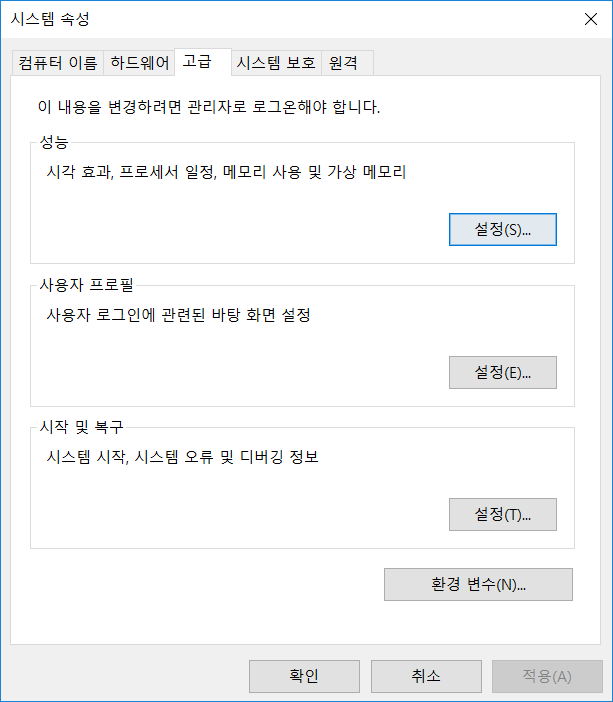 시스템 속성
컴퓨터 이름 하드웨어 고급 시스템 보호 원격
이 내용을 변경하려면 관리자로 로그온해야 합니다.
성능
시각 효과, 프로세서 일정, 메모리 사용 및 가상 메모리
설정(S)...
사용자 프로필
사용자 로그인에 관련된 바탕 화면 설정
설정(E)...
시작 및 복구
시스템 시작, 시스템 오류 및 디버깅 정보
설정(T)...
환경 변수(N)...
확인 취소 적용(A)